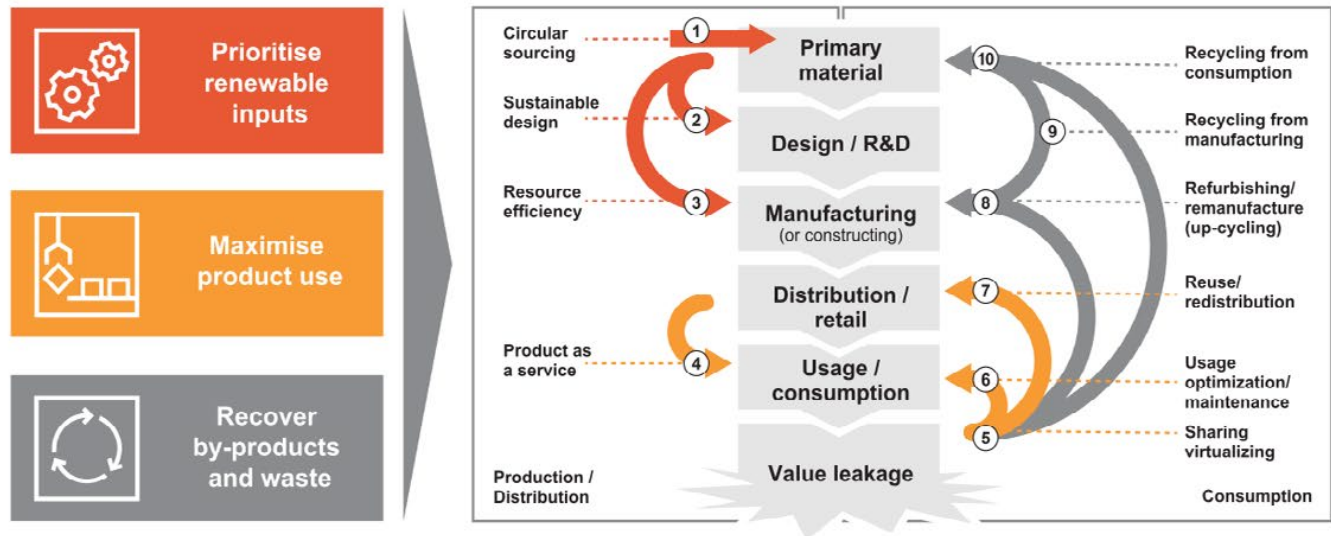 Prioritise
renewable
inputs
Maximise
product use
Recover
by-products
and waste
Circular
sourcing
Sustainable
design
Resource
efficiency
Product as
a service
Production /
Distribution
1
2
3
4
Primary
material
Design / R&D
Manufacturing
(or constructing)
Distribution /
retail
Usage /
consumption
Value leakage
10
9
8
7
6
5
Recycling from
consumption
Recycling from
manufacturing
Refurbishing/
remanufacture
(up-cycling)
Reuse/
redistribution
Usage
optimization/
maintenance
Sharing
virtualizing
Consumption